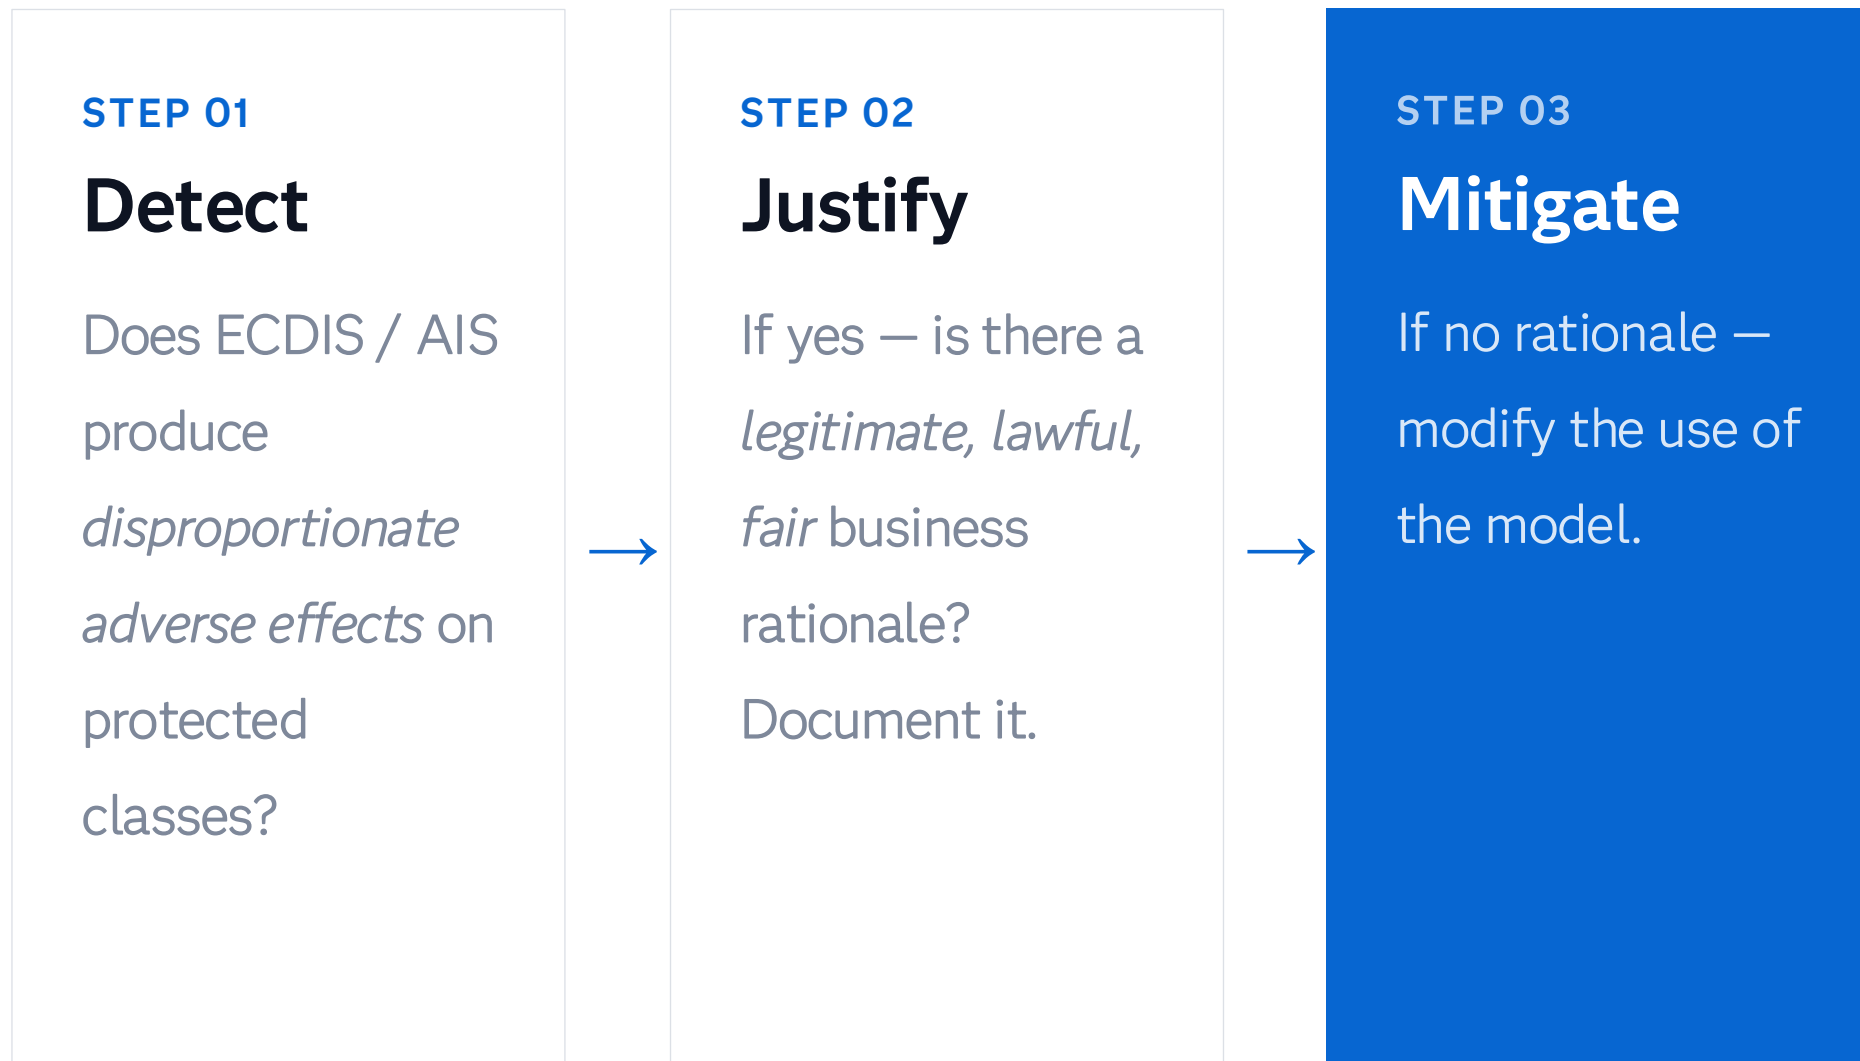 STEP 01
Detect
Does ECDIS / AIS
produce
disproportionate
adverse effects on
protected
classes?
→
STEP 02
Justify
If yes — is there a
legitimate, lawful,
fair business
rationale?
Document it.
→
STEP 03
Mitigate
If no rationale —
modify the use of
the model.